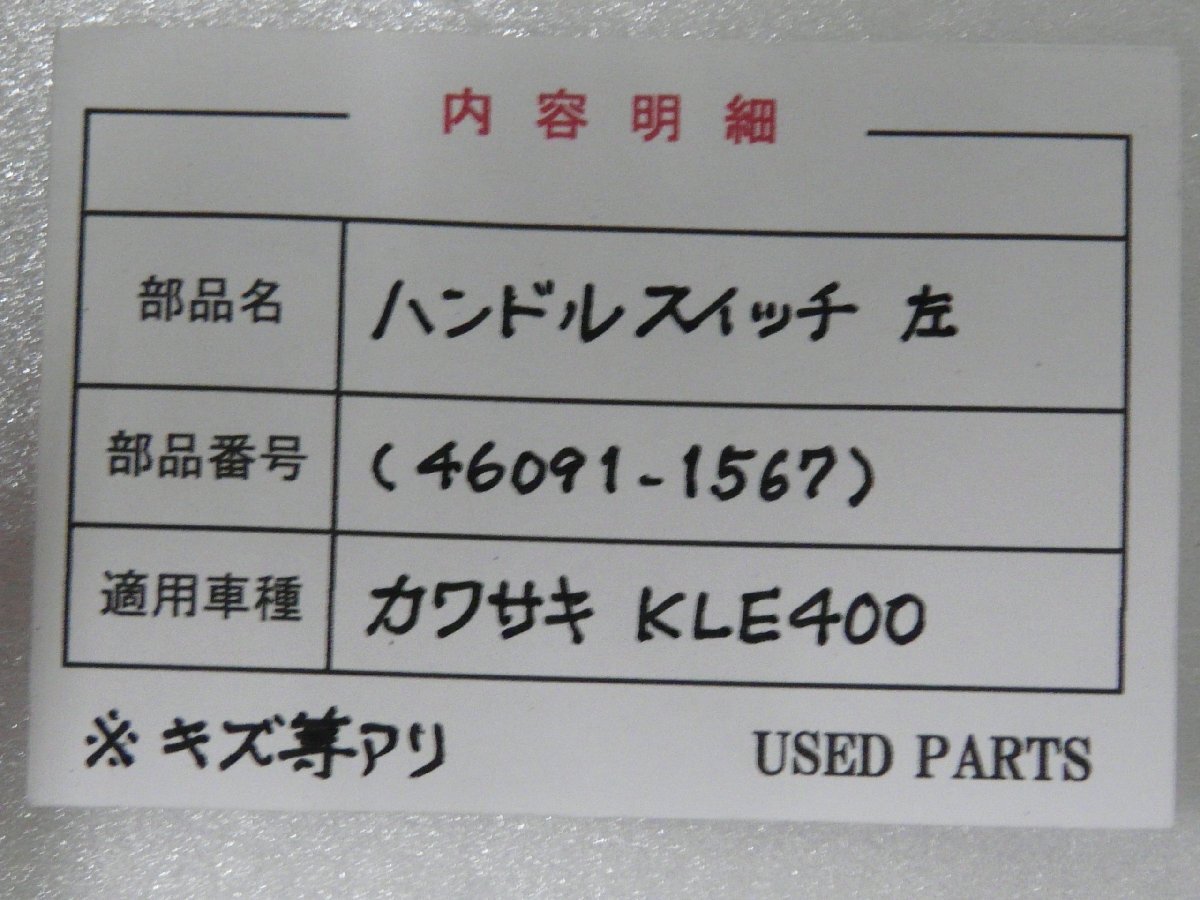 内容明細
部品名 ハンドルスイッチ 左
部品番号 (46091-1567)
適用車種 カワサキ KLE400
※キズ等アリ USED PARTS